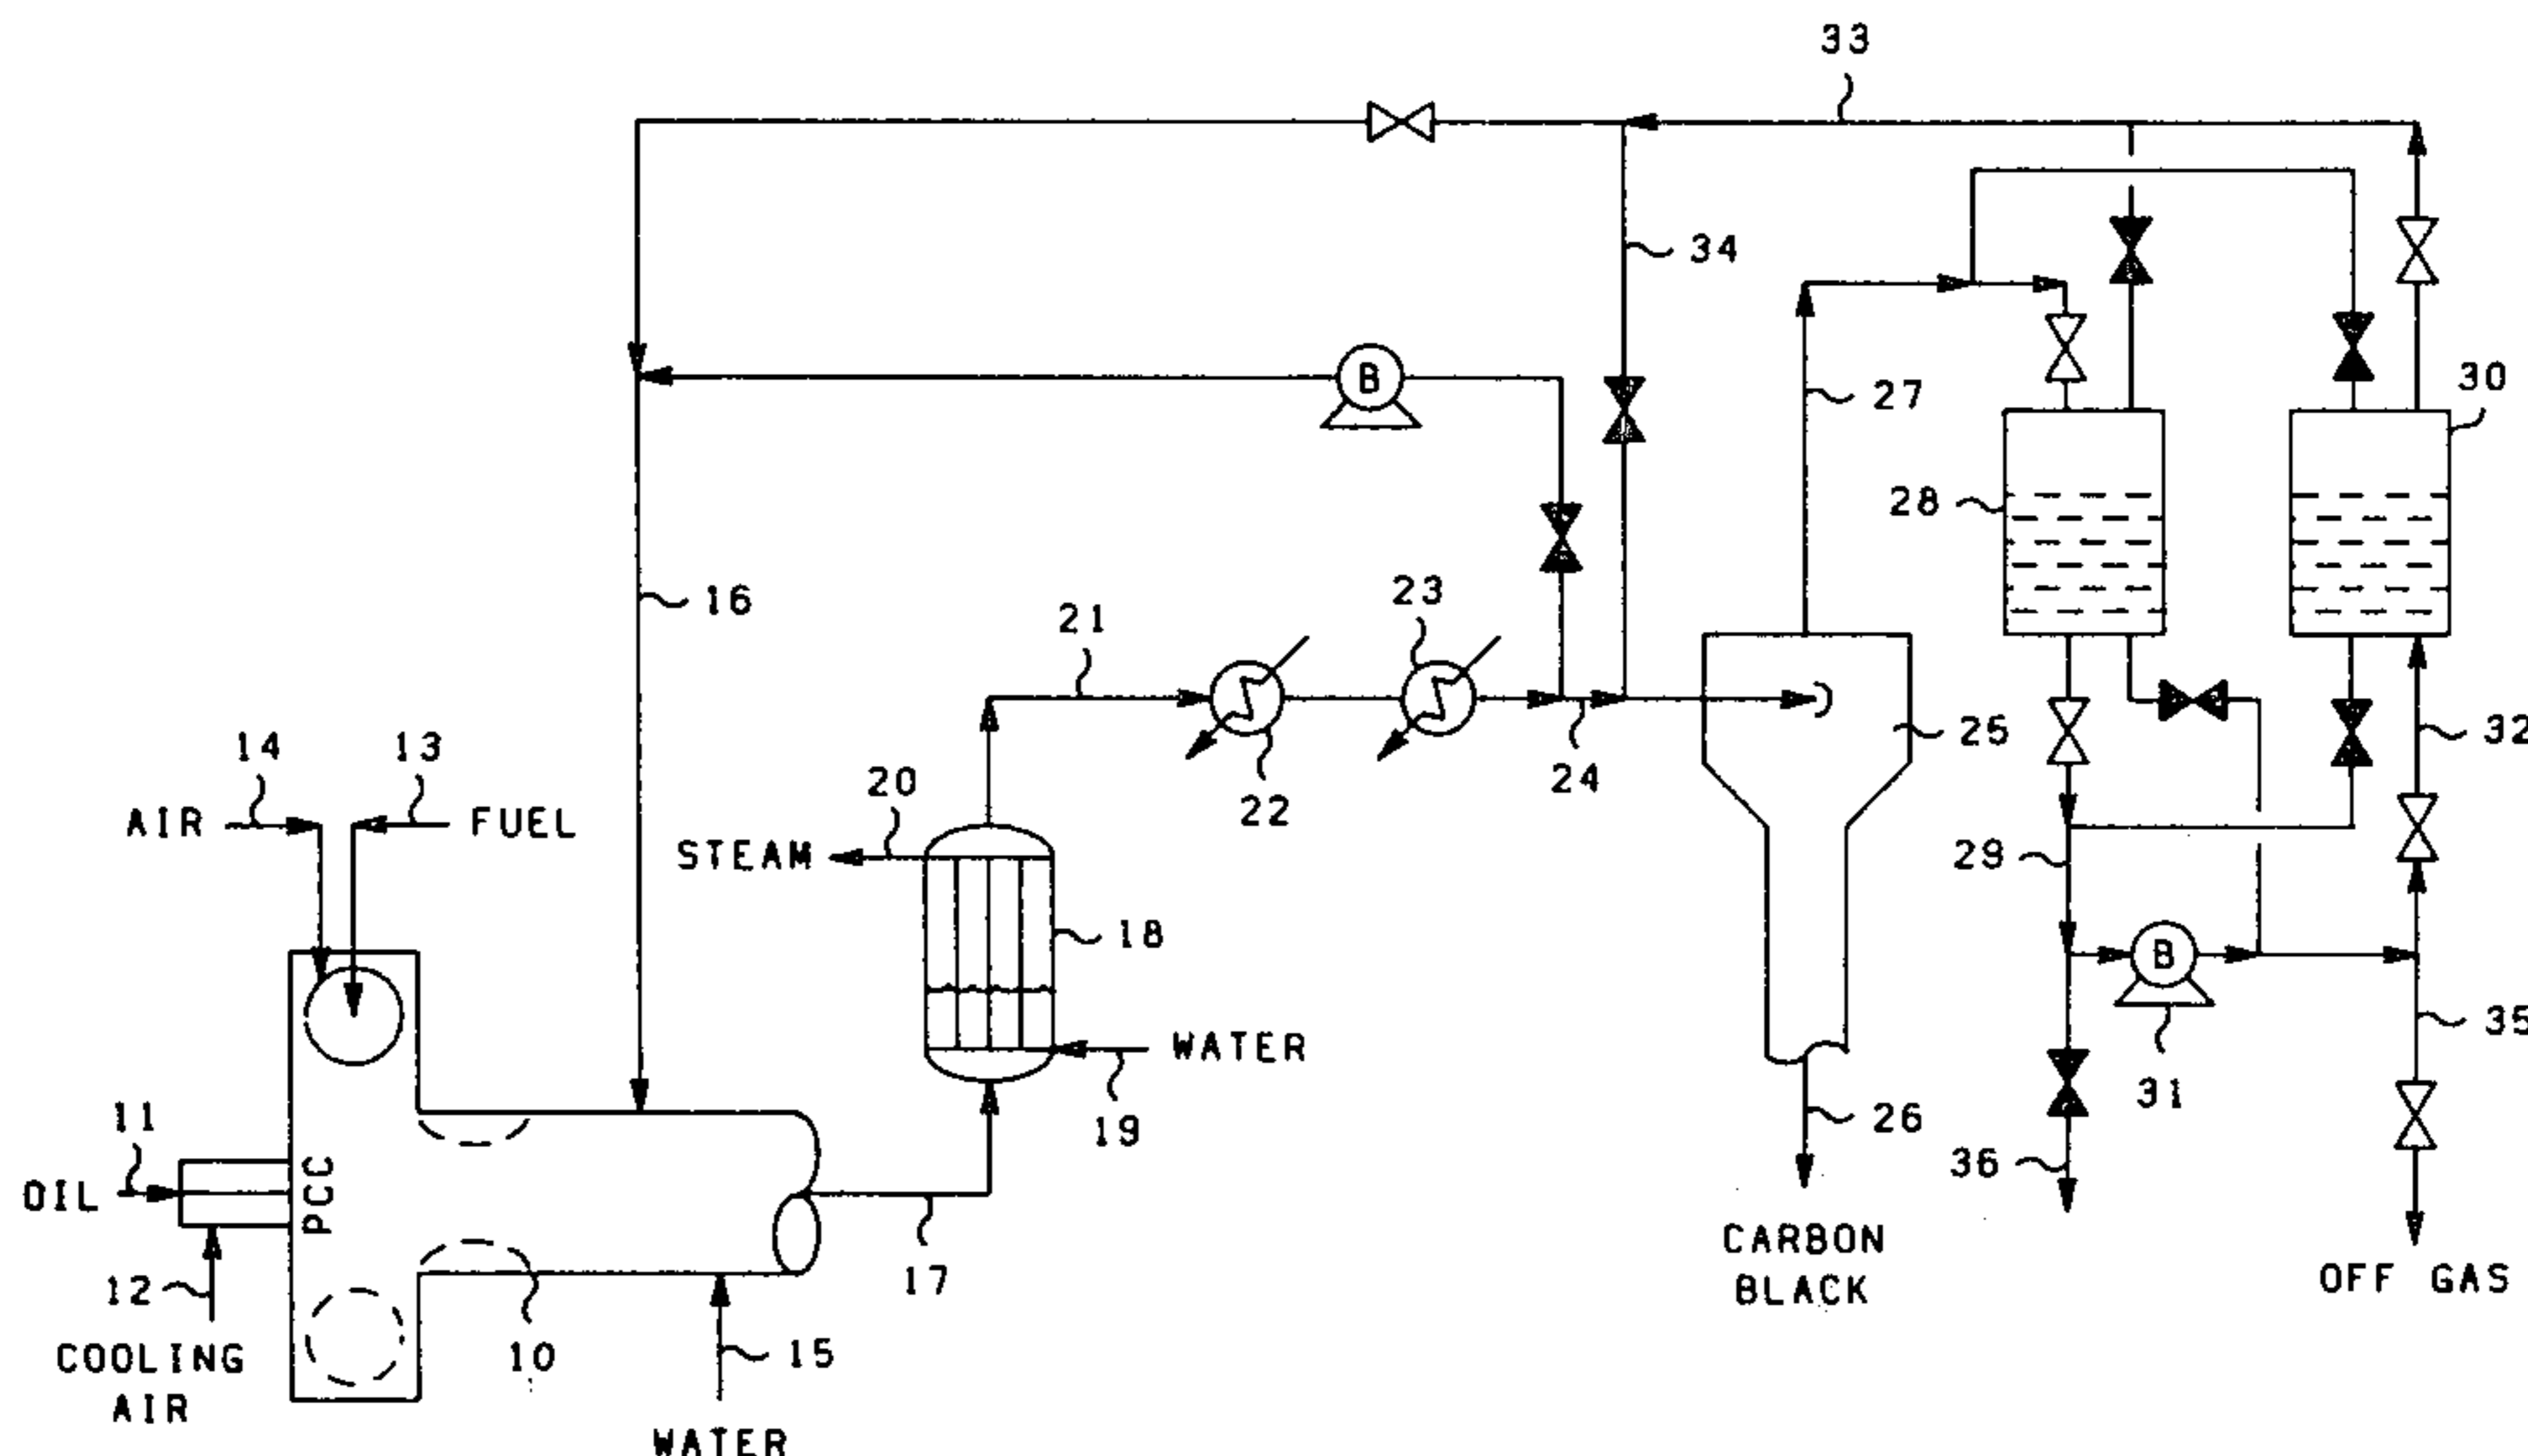 33
34
30
B
27
28
16
23
21
25
32
14
13
20
22
24
AIR
FUEL
STEAM
29
18
B
35
WATER
31
11
19
26
36
OIL
PCC
CARBON
BLACK
12
17
OFF GAS
COOLING
AIR
10
15
WATER